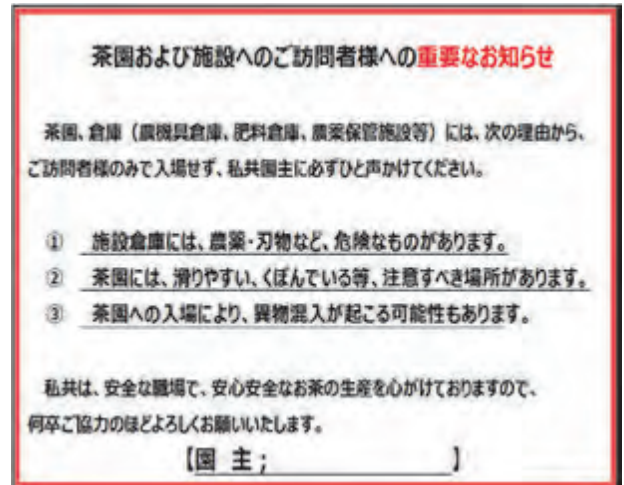 茶園および施設へのご訪問者様への重要なお知らせ
茶園、倉庫（農機具倉庫、肥料倉庫、農薬保管施設等）には、次の理由から、
ご訪問者様のみで入場せず、私共園主に必ずひと声かけてください。
① 施設倉庫には、農薬・刃物など、危険なものがあります。
② 茶園には、滑りやすい、くぼんでいる等、注意すべき場所があります。
③ 茶園への入場により、異物混入が起こる可能性もあります。
私共は、安全な職場で、安心安全なお茶の生産を心がけておりますので、
何卒ご協力のほどよろしくお願いいたします。
【園 主；　　　　　　】